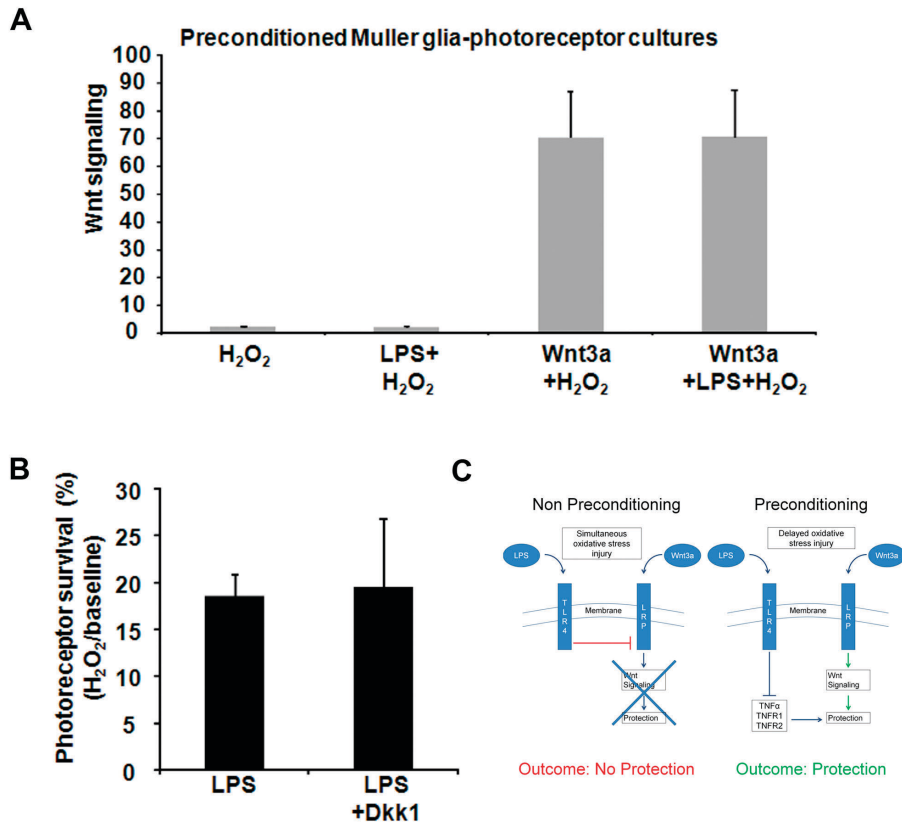 A
Preconditioned Muller glia-photoreceptor cultures
Wnt signaling
100
90
80
70
60
50
40
30
20
10
0
H₂O₂
LPS+
H₂O₂
Wnt3a
+H₂O₂
Wnt3a
+LPS+H₂O₂
B
Photoreceptor survival (%)
(H₂O₂/baseline)
30
25
20
15
10
5
0
LPS
LPS
+Dkk1
C
Non Preconditioning
Simultaneous
oxidative stress
injury
LPS
Wnt3a
TLR4
Membrane
LRP
Wnt
Signaling
Protection
Outcome: No Protection
Preconditioning
Delayed oxidative
stress injury
LPS
Wnt3a
TLR4
Membrane
LRP
Wnt
Signaling
TNFα
TNFR1
TNFR2
Protection
Outcome: Protection